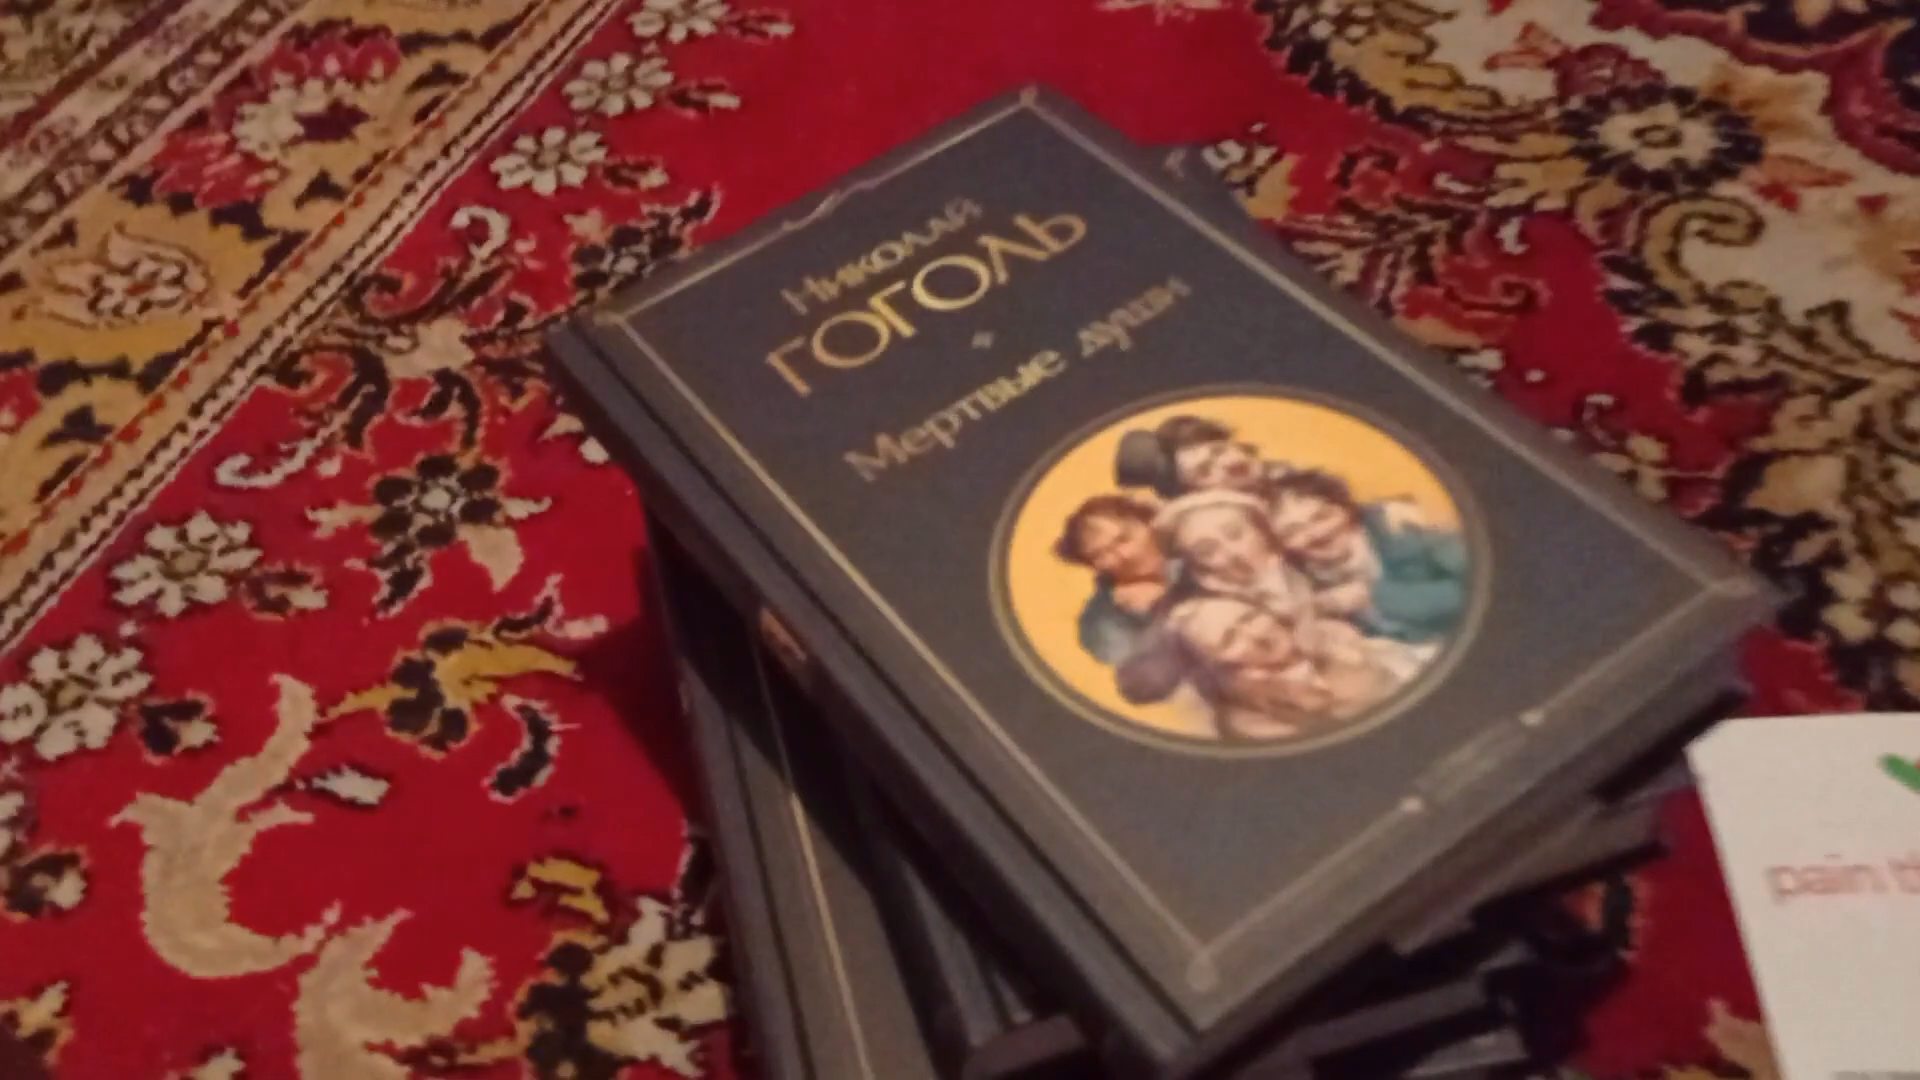 Николай
ГОГОЛЬ
Мертвые души
pain t